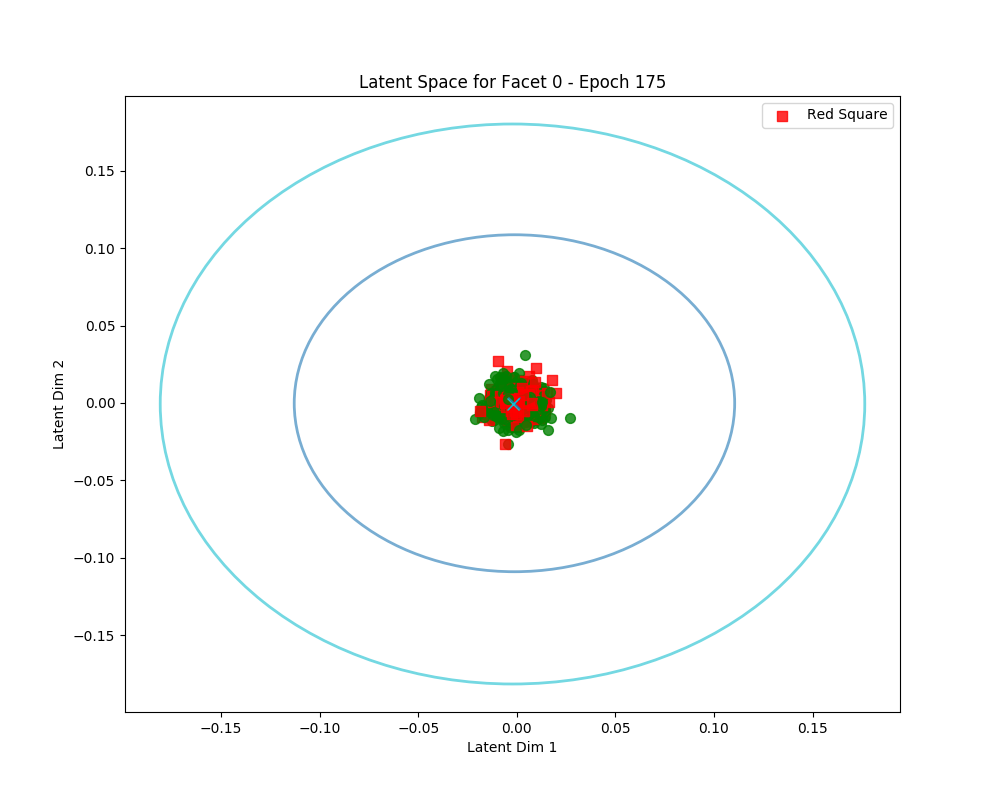 Latent Space for Facet 0 - Epoch 175
Red Square
0.15
0.10
0.05
0.00
−0.05
−0.10
−0.15
Latent Dim 2
−0.15 −0.10 −0.05 0.00 0.05 0.10 0.15
Latent Dim 1